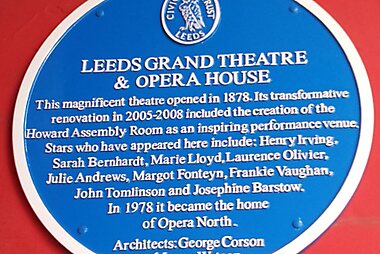 CIVIC TRUST
LEEDS
LEEDS GRAND THEATRE
& OPERA HOUSE
This magnificent theatre opened in 1878. Its transformative
renovation in 2005-2008 included the creation of the
Howard Assembly Room as an inspiring performance venue.
Stars who have appeared here include: Henry Irving,
Sarah Bernhardt, Marie Lloyd, Laurence Olivier,
Julie Andrews, Margot Fonteyn, Frankie Vaughan,
John Tomlinson and Josephine Barstow.
In 1978 it became the home
of Opera North.
Architects: George Corson